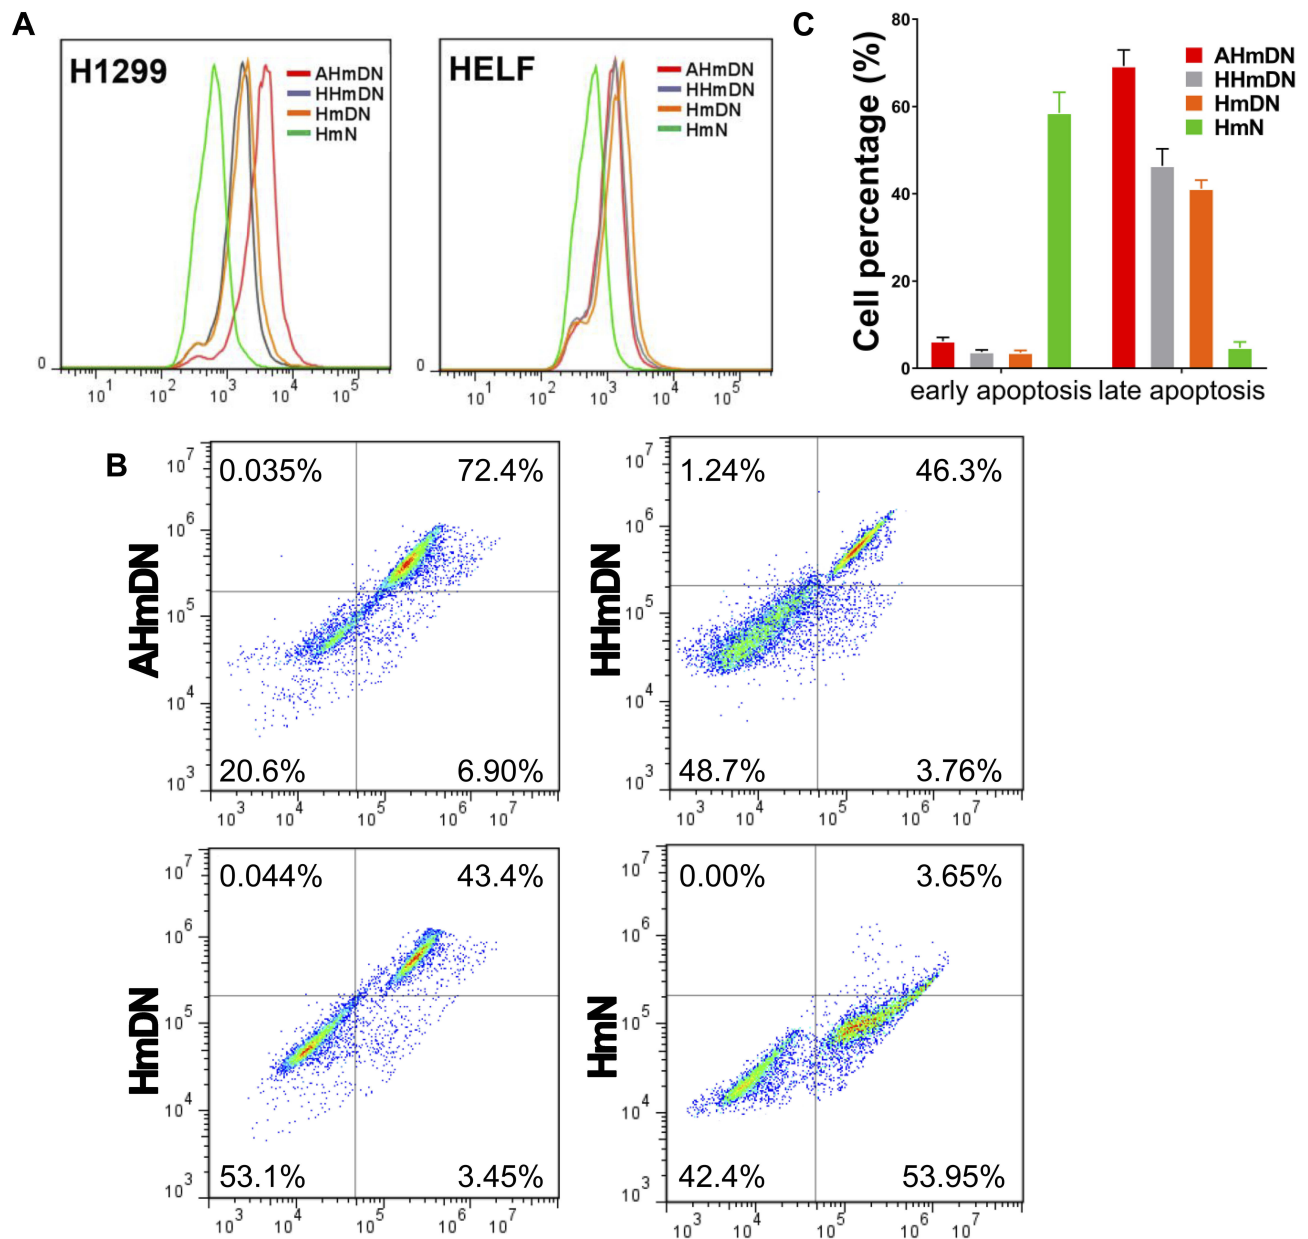 A
H1299
AHmDN
HHmDN
HmDN
HmN
0
10^1 10^2 10^3 10^4 10^5
HELF
AHmDN
HHmDN
HmDN
HmN
0
10^1 10^2 10^3 10^4 10^5
C
Cell percentage (%)
80
60
40
20
0
AHmDN
HHmDN
HmDN
HmN
early apoptosis late apoptosis
B
AHmDN
10^7
10^6
10^5
10^4
10^3
0.035% 72.4%
20.6% 6.90%
10^3 10^4 10^5 10^6 10^7
HHmDN
10^7
10^6
10^5
10^4
10^3
1.24% 46.3%
48.7% 3.76%
10^3 10^4 10^5 10^6 10^7
HmDN
10^7
10^6
10^5
10^4
10^3
0.044% 43.4%
53.1% 3.45%
10^3 10^4 10^5 10^6 10^7
HmN
10^7
10^6
10^5
10^4
10^3
0.00% 3.65%
42.4% 53.95%
10^3 10^4 10^5 10^6 10^7